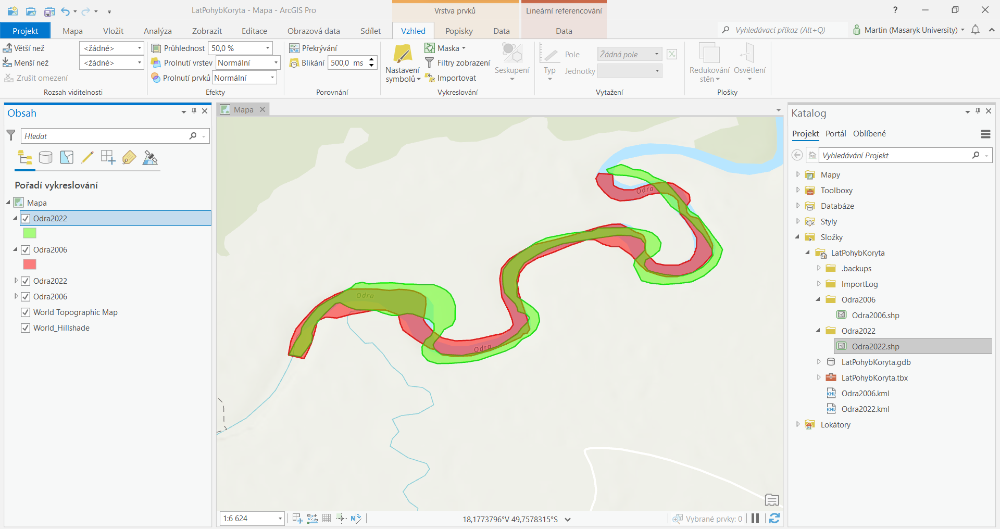 LatPohybKoryta - Mapa - ArcGIS Pro
Vrstva prvků
Lineární referencování
?
Projekt
Mapa
Vložit
Analýza
Zobrazit
Editace
Obrazová data
Sdílet
Vzhled
Popisky
Data
Data
Vyhledávací příkaz (Alt+Q)
Martin (Masaryk University)
Větší než
<žádné>
Menší než
<žádné>
Zrušit omezení
Rozsah viditelnosti
Průhlednost
50,0 %
Prolnutí vrstev
Normální
Prolnutí prvků
Normální
Efekty
Překrývání
Blikání
500,0 ms
Porovnání
Nastavení
symbolů
Maska
Filtry zobrazení
Importovat
Seskupení
Vykreslování
Typ
Pole
Žádná pole
Jednotky
Vytažení
Redukování
stěn
Osvětlení
Plošky
Obsah
Hledat
Pořadí vykreslování
Mapa
Odra2022
Odra2006
Odra2022
Odra2006
World Topographic Map
World_Hillshade
Mapa
Odra
Odra
Odra
1:6 624
18,1773796°V 49,7578315°S
Vybrané prvky: 0
Katalog
Projekt
Portál
Oblíbené
Vyhledávání Projekt
Mapy
Toolboxy
Databáze
Styly
Složky
LatPohybKoryta
.backups
ImportLog
Odra2006
Odra2006.shp
Odra2022
Odra2022.shp
LatPohybKoryta.gdb
LatPohybKoryta.tbx
KML
Odra2006.kml
KML
Odra2022.kml
Lokátory